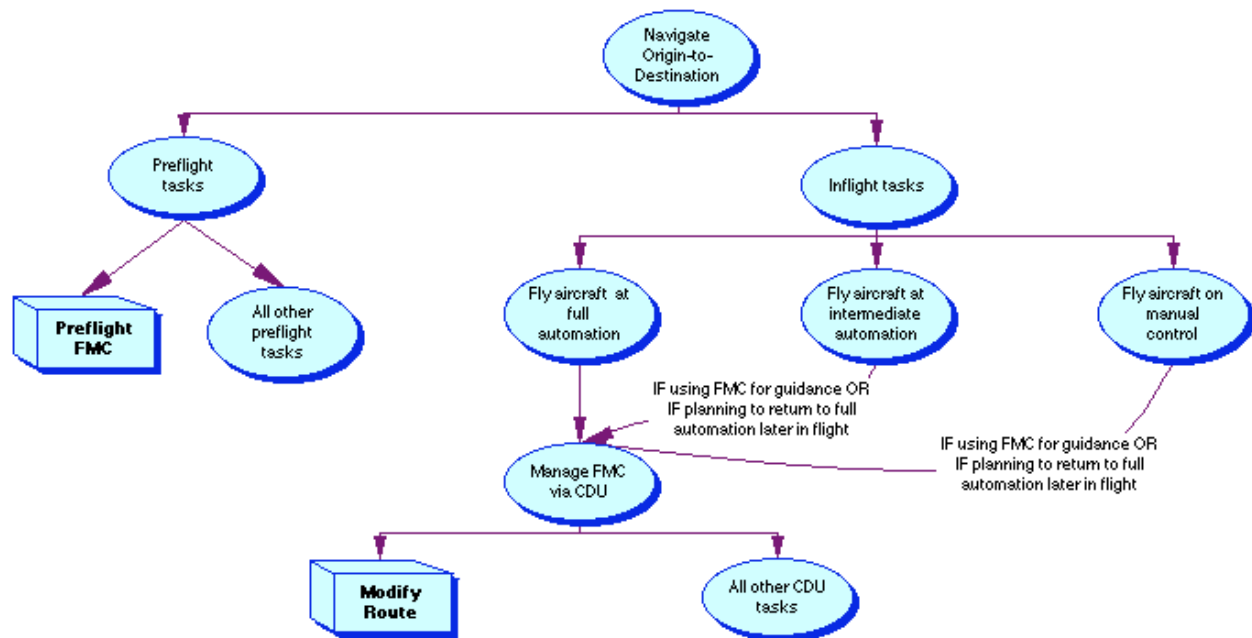 Navigate
Origin-to-
Destination
Preflight
tasks
Inflight tasks
Preflight
FMC
All other
preflight
tasks
Fly aircraft at
full
automation
Fly aircraft at
intermediate
automation
Fly aircraft on
manual
control
IF using FMC for guidance OR
IF planning to return to full
automation later in flight
IF using FMC for guidance OR
IF planning to return to full
automation later in flight
Manage FMC
via CDU
Modify
Route
All other CDU
tasks